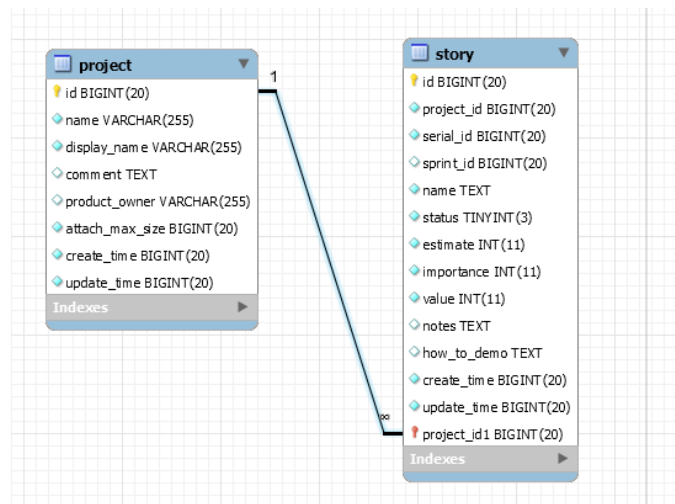 project
id BIGINT(20)
name VARCHAR(255)
display_name VARCHAR(255)
comment TEXT
product_owner VARCHAR(255)
attach_max_size BIGINT(20)
create_time BIGINT(20)
update_time BIGINT(20)
Indexes
1
∞
story
id BIGINT(20)
project_id BIGINT(20)
serial_id BIGINT(20)
sprint_id BIGINT(20)
name TEXT
status TINYINT(3)
estimate INT(11)
importance INT(11)
value INT(11)
notes TEXT
how_to_demo TEXT
create_time BIGINT(20)
update_time BIGINT(20)
project_id1 BIGINT(20)
Indexes